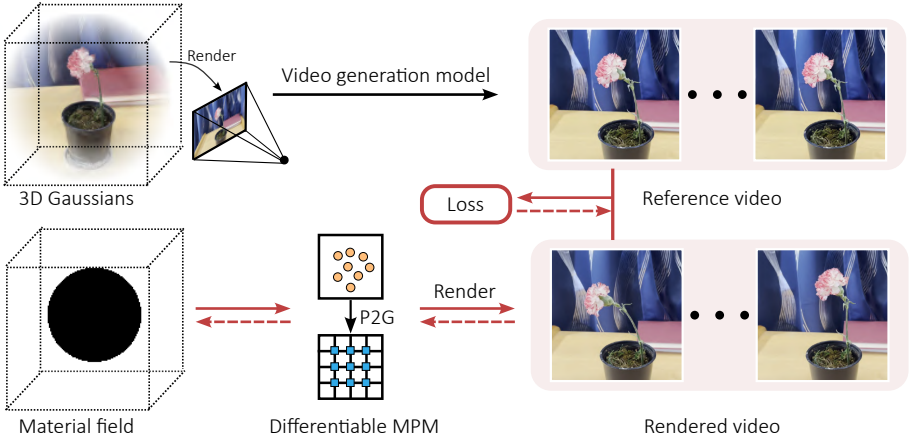 Render
Video generation model
3D Gaussians
Reference video
Loss
Render
P2G
Material field
Differentiable MPM
Rendered video